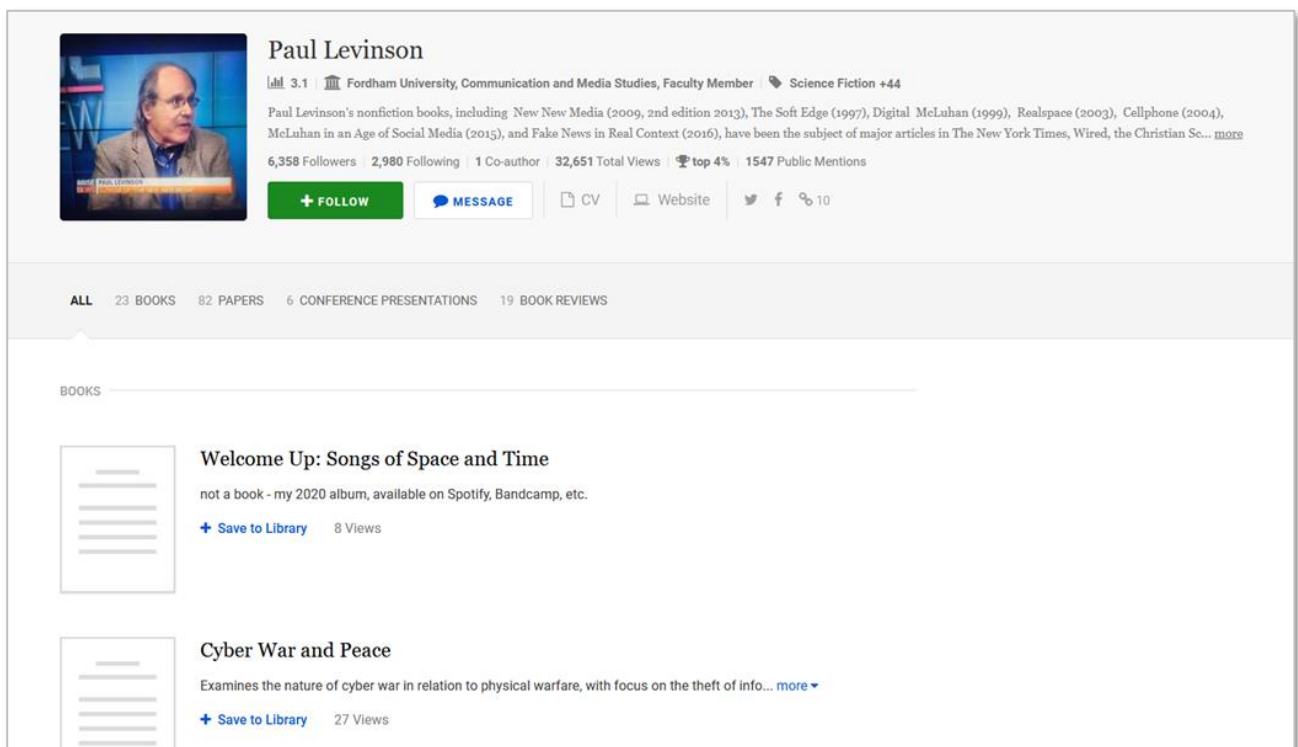 Paul Levinson
3.1 Fordham University, Communication and Media Studies, Faculty Member Science Fiction +44
Paul Levinson's nonfiction books, including New New Media (2009, 2nd edition 2013), The Soft Edge (1997), Digital McLuhan (1999), Realspace (2003), Cellphone (2004),
McLuhan in an Age of Social Media (2015), and Fake News in Real Context (2016), have been the subject of major articles in The New York Times, Wired, the Christian Sc... more
6,358 Followers 2,980 Following 1 Co-author 32,651 Total Views top 4% 1547 Public Mentions
+ FOLLOW MESSAGE CV Website 10
PAUL LEVINSON
ALL 23 BOOKS 82 PAPERS 6 CONFERENCE PRESENTATIONS 19 BOOK REVIEWS
BOOKS
Welcome Up: Songs of Space and Time
not a book - my 2020 album, available on Spotify, Bandcamp, etc.
+ Save to Library 8 Views
Cyber War and Peace
Examines the nature of cyber war in relation to physical warfare, with focus on the theft of info... more
+ Save to Library 27 Views